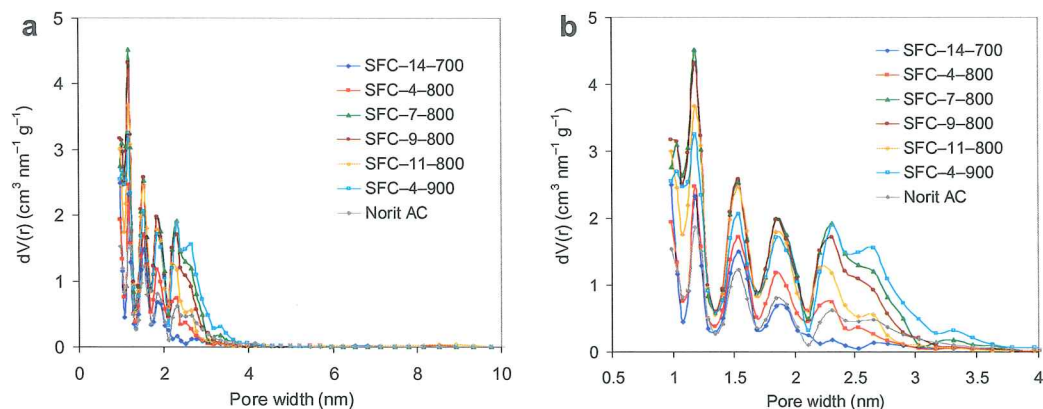 a
5
4
3
2
1
0
0
2
4
6
8
10
dV(r) (cm³ nm⁻¹ g⁻¹)
Pore width (nm)
SFC–14–700
SFC–4–800
SFC–7–800
SFC–9–800
SFC–11–800
SFC–4–900
Norit AC
b
5
4
3
2
1
0
0.5
1
1.5
2
2.5
3
3.5
4
dV(r) (cm³ nm⁻¹ g⁻¹)
Pore width (nm)
SFC–14–700
SFC–4–800
SFC–7–800
SFC–9–800
SFC–11–800
SFC–4–900
Norit AC